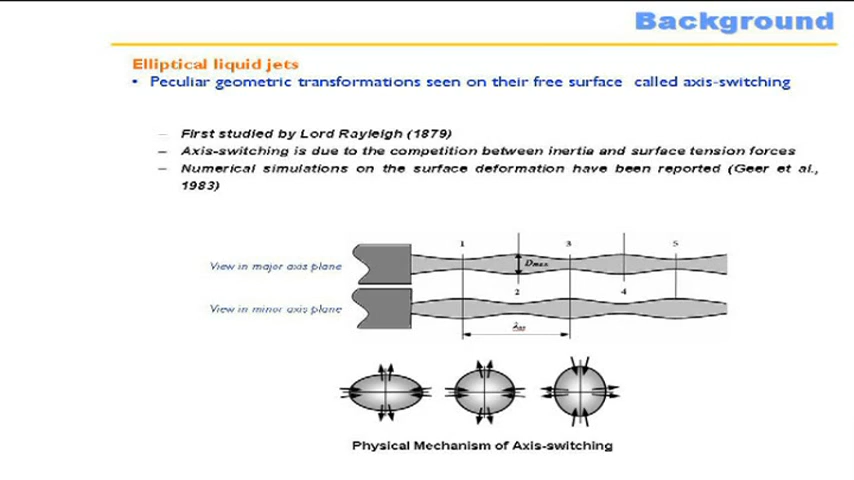 Background
Elliptical liquid jets
• Peculiar geometric transformations seen on their free surface called axis-switching
– First studied by Lord Rayleigh (1879)
– Axis-switching is due to the competition between inertia and surface tension forces
– Numerical simulations on the surface deformation have been reported (Geer et al.,
1983)
1 3 5
View in major axis plane
Dmax
2 4
View in minor axis plane
λas
Physical Mechanism of Axis-switching